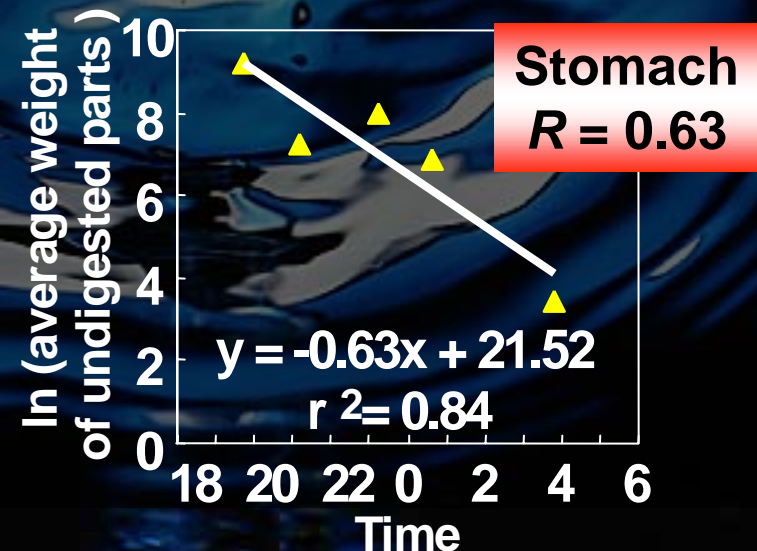 Stomach
R = 0.63
ln (average weight
of undigested parts )
10
8
6
4
2
0
y = -0.63x + 21.52
r 2= 0.84
18 20 22 0 2 4 6
Time